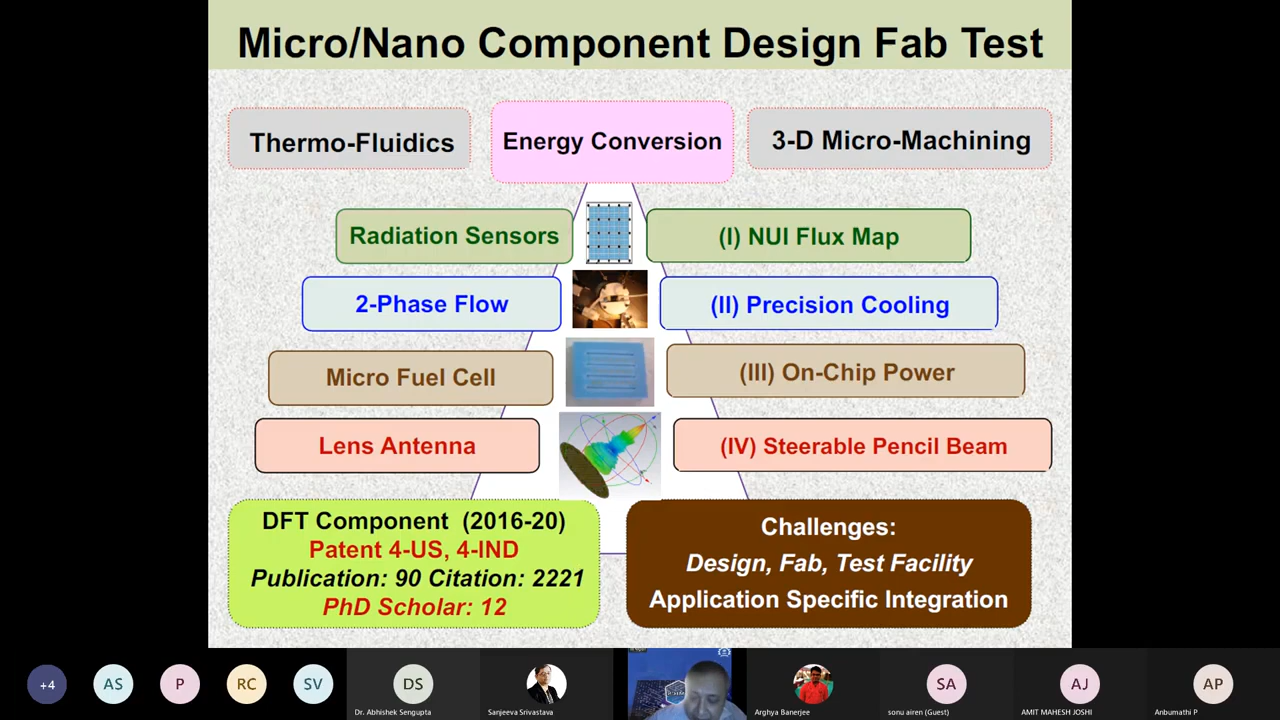 Micro/Nano Component Design Fab Test
Thermo-Fluidics
Energy Conversion
3-D Micro-Machining
Radiation Sensors
(I) NUI Flux Map
2-Phase Flow
(II) Precision Cooling
Micro Fuel Cell
(III) On-Chip Power
Lens Antenna
(IV) Steerable Pencil Beam
DFT Component (2016-20)
Patent 4-US, 4-IND
Publication: 90 Citation: 2221
PhD Scholar: 12
Challenges:
Design, Fab, Test Facility
Application Specific Integration
+4
AS
P
RC
SV
DS
Dr. Abhishek Sengupta
Sanjeeva Srivastava
Arghya Banerjee
SA
sonu airen (Guest)
AJ
AMIT MAHESH JOSHI
AP
Anbumathi P